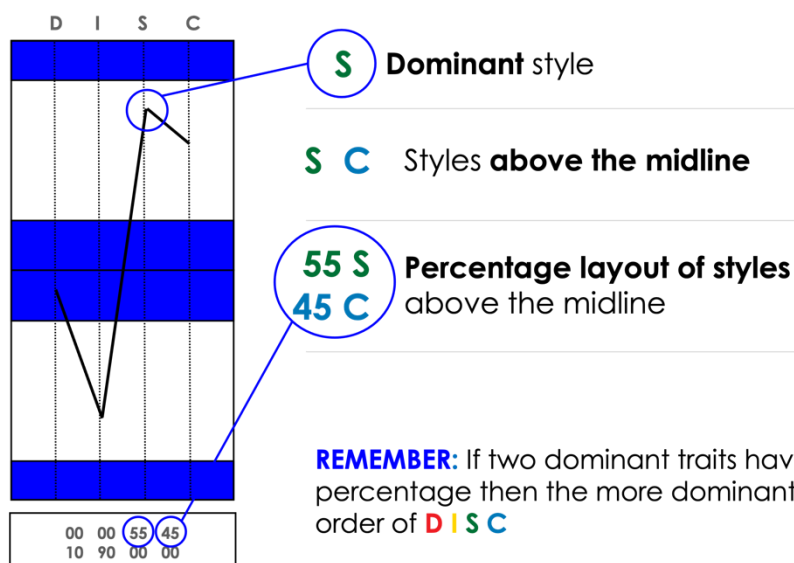 D I S C
S Dominant style
S C Styles above the midline
55 S Percentage layout of styles
45 C above the midline
REMEMBER: If two dominant traits hav
percentage then the more dominant
order of D I S C
00 00 55 45
10 90 00 00